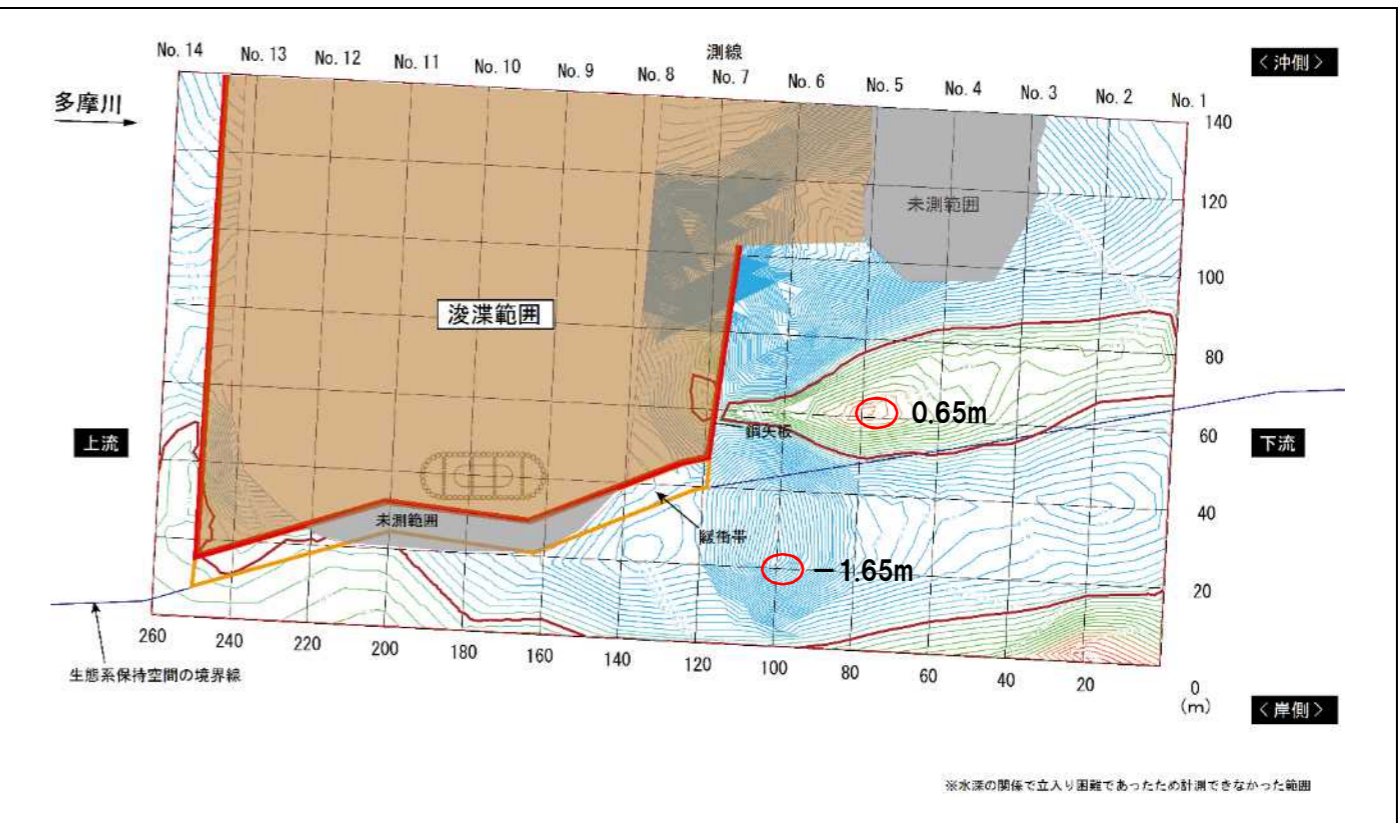 測線
No. 14
No. 13
No. 12
No. 11
No. 10
No. 9
No. 8
No. 7
No. 6
No. 5
No. 4
No. 3
No. 2
No. 1
<沖側>
多摩川
140
未測範囲
120
100
浚渫範囲
80
0.65m
鋼矢板
60
上流
下流
未測範囲
緩衝帯
40
-1.65m
20
260
240
220
200
180
160
140
120
100
80
60
40
20
0
(m)
生態系保持空間の境界線
<岸側>
※水深の関係で立入り困難であったため計測できなかった範囲